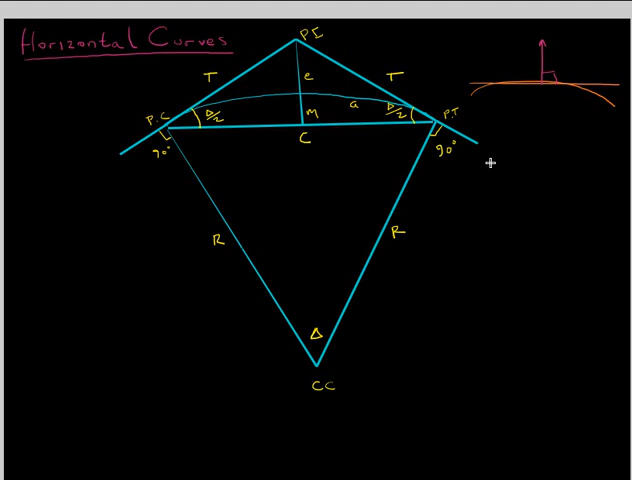 Horizontal Curves
PI
T
T
e
a
P.C
Δ/2
M
Δ/2
P.T
90°
C
90°
R
R
Δ
CC